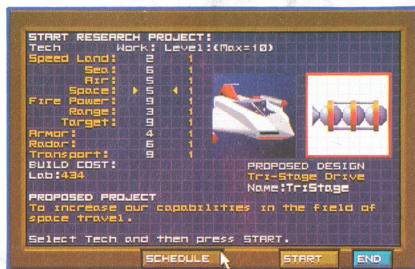 START RESEARCH PROJECT:
Tech Work: Level:(Max=10)
Speed Land: 2 1
Sea: 6 1
Air: 5 1
Space: 5 1
Fire Power: 9 1
Range: 3 1
Target: 9 1
Armor: 4 1
Radar: 6 1
Transport: 9 1
BUILD COST:
Lab:434
PROPOSED DESIGN
Tri-Stage Drive
Name:TriStage
PROPOSED PROJECT
To increase our capabilities in the field of
space travel.
Select Tech and then press START.
SCHEDULE START END